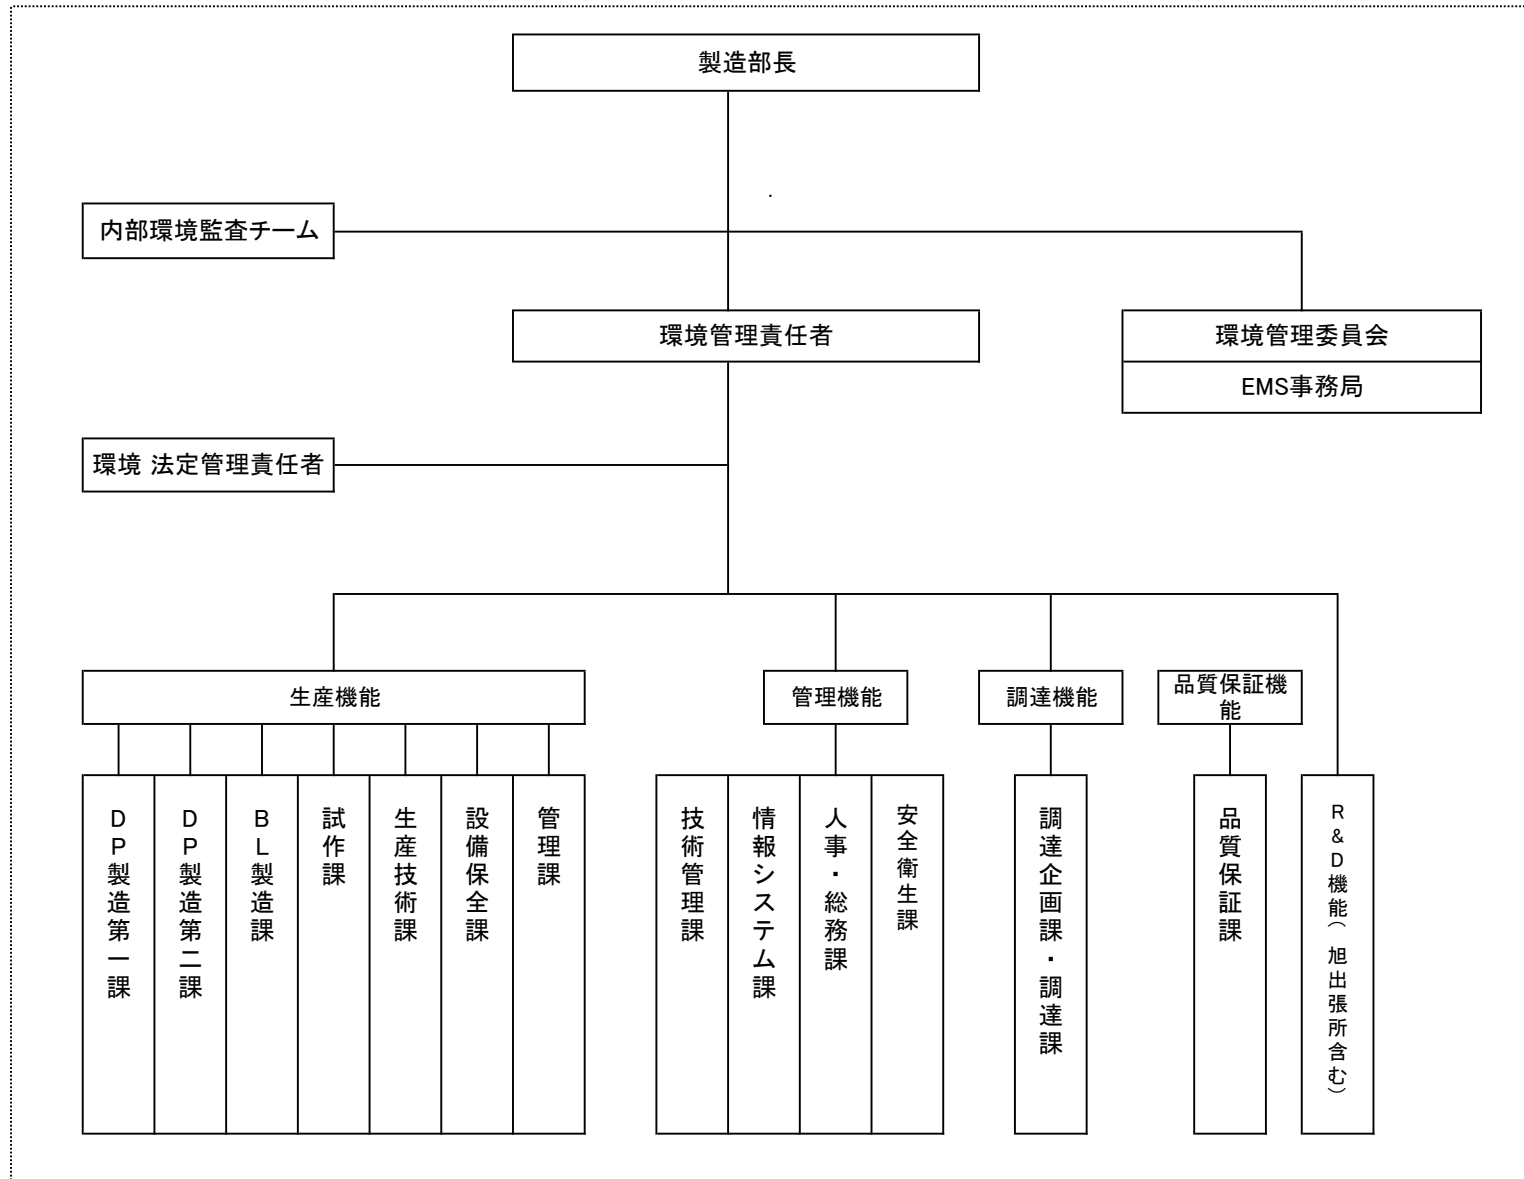 製造部長
内部環境監査チーム
環境管理責任者
環境管理委員会
EMS事務局
環境 法定管理責任者
生産機能
管理機能
調達機能
品質保証機
能
DP製造第一課
DP製造第二課
BL製造課
試作課
生産技術課
設備保全課
管理課
技術管理課
情報システム課
人事・総務課
安全衛生課
調達企画課・調達課
品質保証課
R&D機能（旭出張所含む）